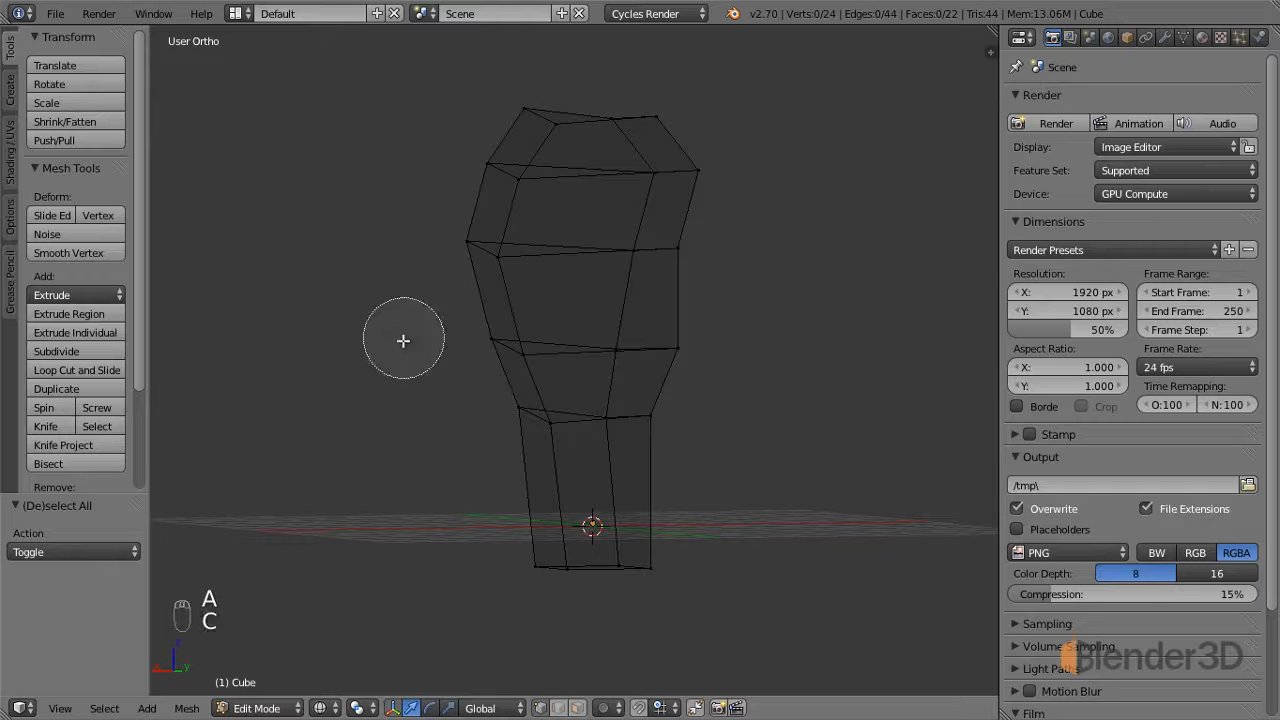 File Render Window Help Default Scene Cycles Render v2.70 | Verts:0/24 | Edges:0/44 | Faces:0/22 | Tris:44 | Mem:13.06M | Cube
Tools
Create
Shading / UVs
Options
Grease Pencil
Transform
Translate
Rotate
Scale
Shrink/Fatten
Push/Pull
Mesh Tools
Deform:
Slide Ed Vertex
Noise
Smooth Vertex
Add:
Extrude
Extrude Region
Extrude Individual
Subdivide
Loop Cut and Slide
Duplicate
Spin Screw
Knife Select
Knife Project
Bisect
Remove:
(De)select All
Action
Toggle
User Ortho
A
C
z
x
y
(1) Cube
View Select Add Mesh Edit Mode Global
Scene
Render
Render Animation Audio
Display: Image Editor
Feature Set: Supported
Device: GPU Compute
Dimensions
Render Presets
Resolution: Frame Range:
X: 1920 px Start Frame: 1
Y: 1080 px End Frame: 250
50% Frame Step: 1
Aspect Ratio: Frame Rate:
X: 1.000 24 fps
Y: 1.000 Time Remapping:
Borde Crop O:100 N:100
Stamp
Output
/tmp\
Overwrite File Extensions
Placeholders
PNG BW RGB RGBA
Color Depth: 8 16
Compression: 15%
Sampling
Volume Sampling
Light Paths
Motion Blur
Film
Blender3D